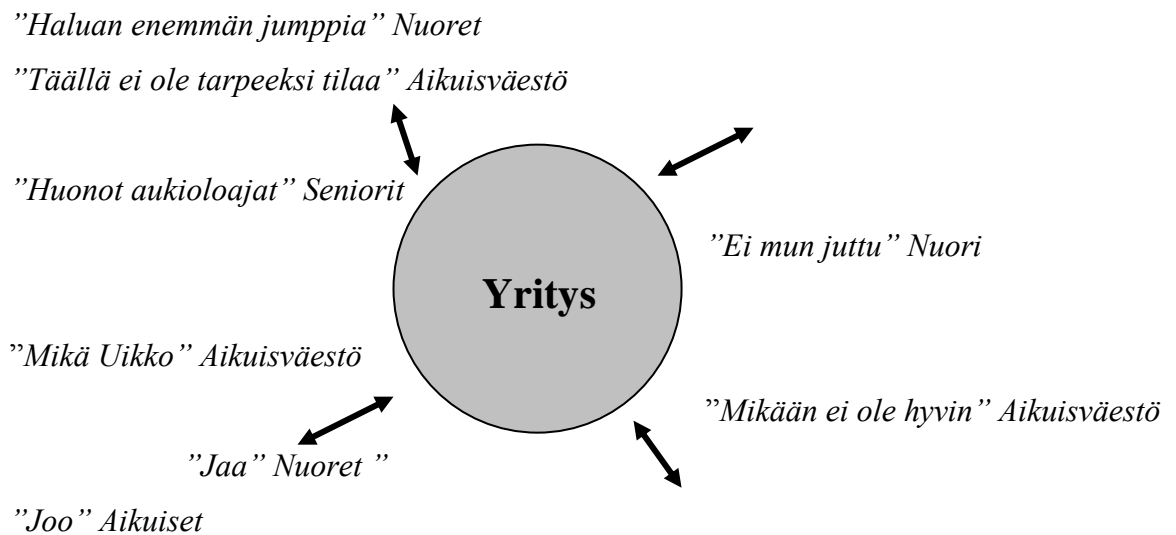 ”Haluan enemmän jumppia” Nuoret
”Täällä ei ole tarpeeksi tilaa” Aikuisväestö
”Huonot aukioloajat” Seniorit
”Ei mun juttu” Nuori
Yritys
”Mikä Uikko” Aikuisväestö
”Mikään ei ole hyvin” Aikuisväestö
”Jaa” Nuoret ”
”Joo” Aikuiset